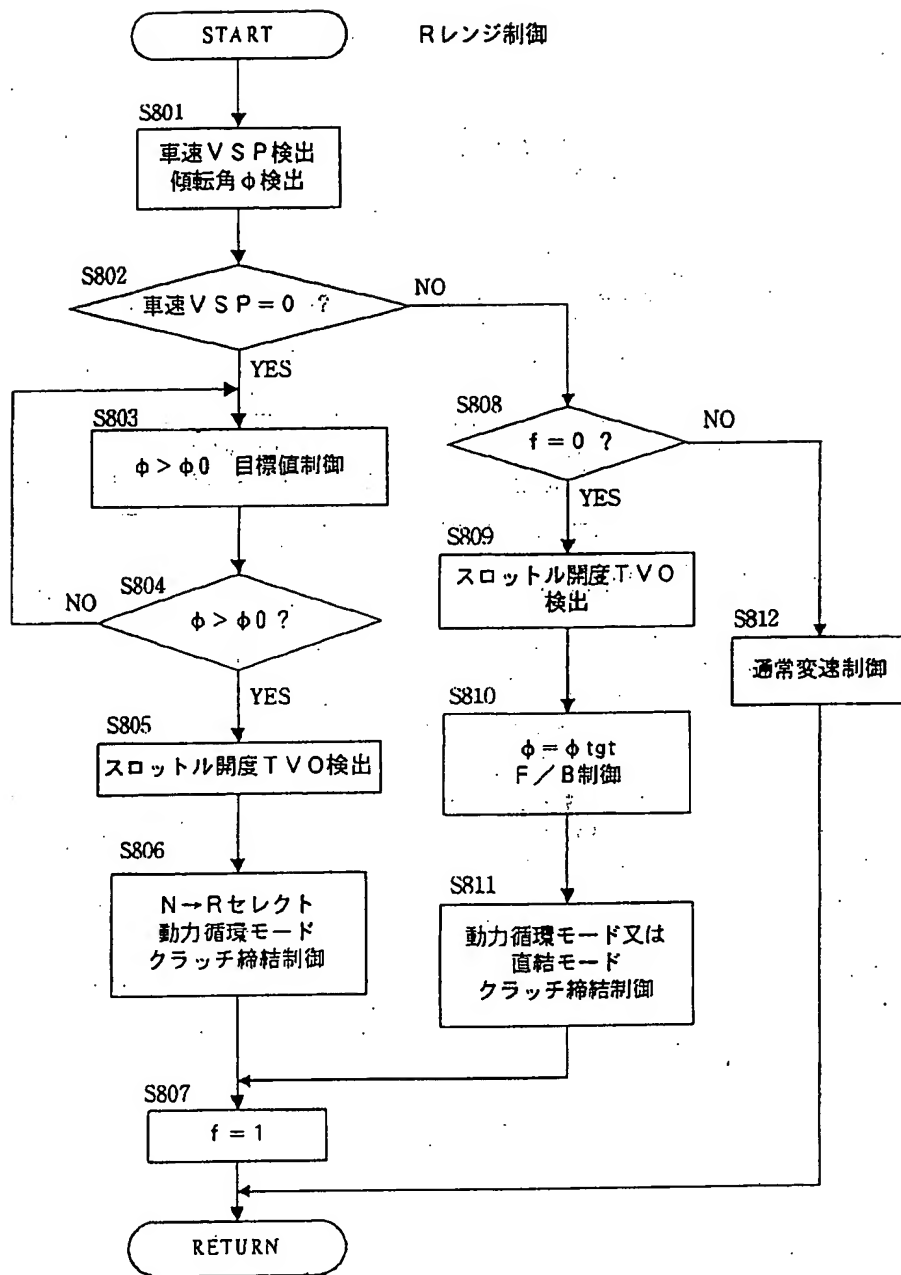 START
Rレンジ制御
S801
車速VSP検出
傾転角φ検出
S802
車速VSP=0 ?
NO
YES
S803
φ>φ0 目標値制御
S804
NO
φ>φ0?
YES
S805
スロットル開度TVO検出
S806
N→Rセレクト
動力循環モード
クラッチ締結制御
S807
f=1
RETURN
S808
f=0 ?
NO
YES
S809
スロットル開度TVO
検出
S810
φ=φtgt
F/B制御
S811
動力循環モード又は
直結モード
クラッチ締結制御
S812
通常変速制御